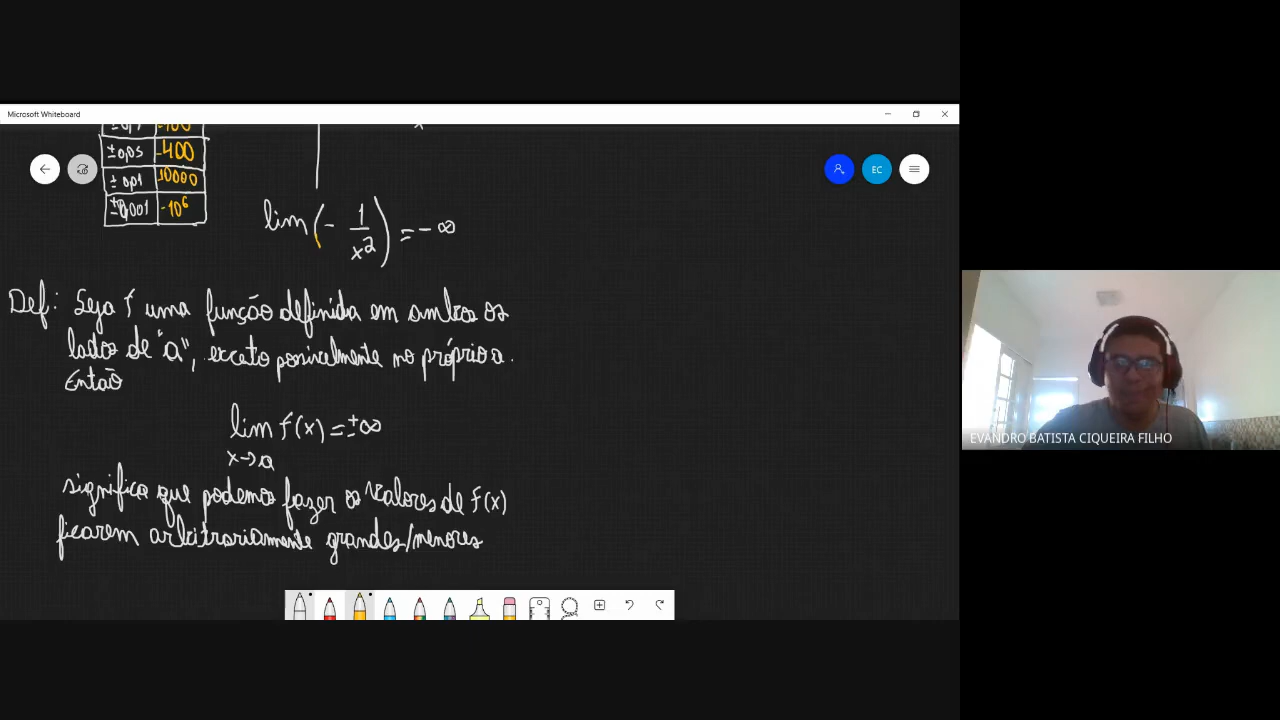 Microsoft Whiteboard
±0,05 -400
±0,01 -10000
±0,001 -10⁶
x
lim (- 1/x²) = - ∞
EC
Def: Seja f uma função definida em ambos os
lados de "a", exceto possivelmente no próprio a.
Então
lim f(x) = ± ∞
x→a
significa que podemos fazer os valores de f(x)
ficarem arbitrariamente grandes/menores
EVANDRO BATISTA CIQUEIRA FILHO